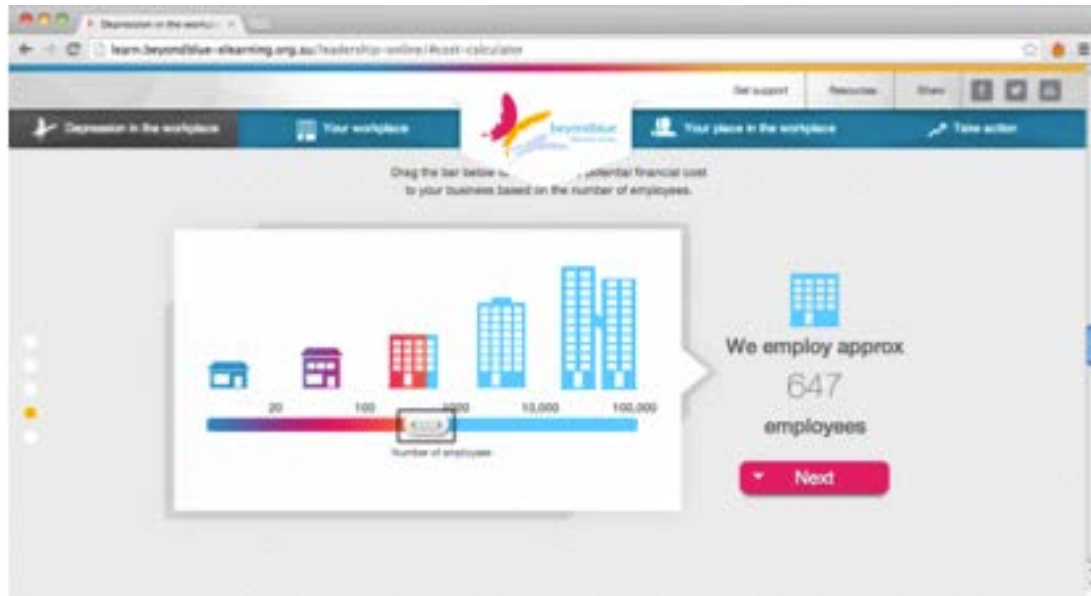 Depression in the workpl
learn.beyondblue-elearning.org.au/leadership-online/#cost-calculator
Get support Resources Share
Depression in the workplace Your workplace beyondblue Your place in the workplace Take action
Drag the bar below potential financial cost
to your business based on the number of employees.
20 100 1000 10,000 100,000
Number of employees
We employ approx
647
employees
Next